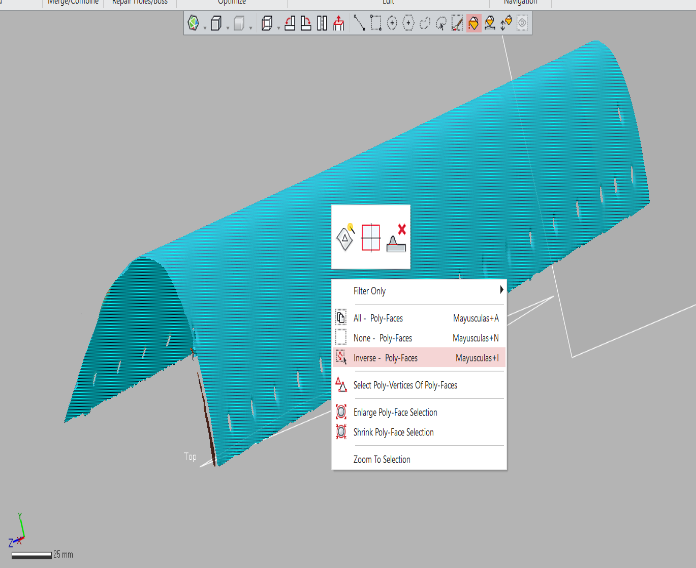 Merge/Combine Repair Holes/Boss Optimize Edit Navigation
Filter Only
All - Poly-Faces Mayusculas+A
None - Poly-Faces Mayusculas+N
Inverse - Poly-Faces Mayusculas+I
Select Poly-Vertices Of Poly-Faces
Enlarge Poly-Face Selection
Shrink Poly-Face Selection
Zoom To Selection
Top
Y
Z
25 mm